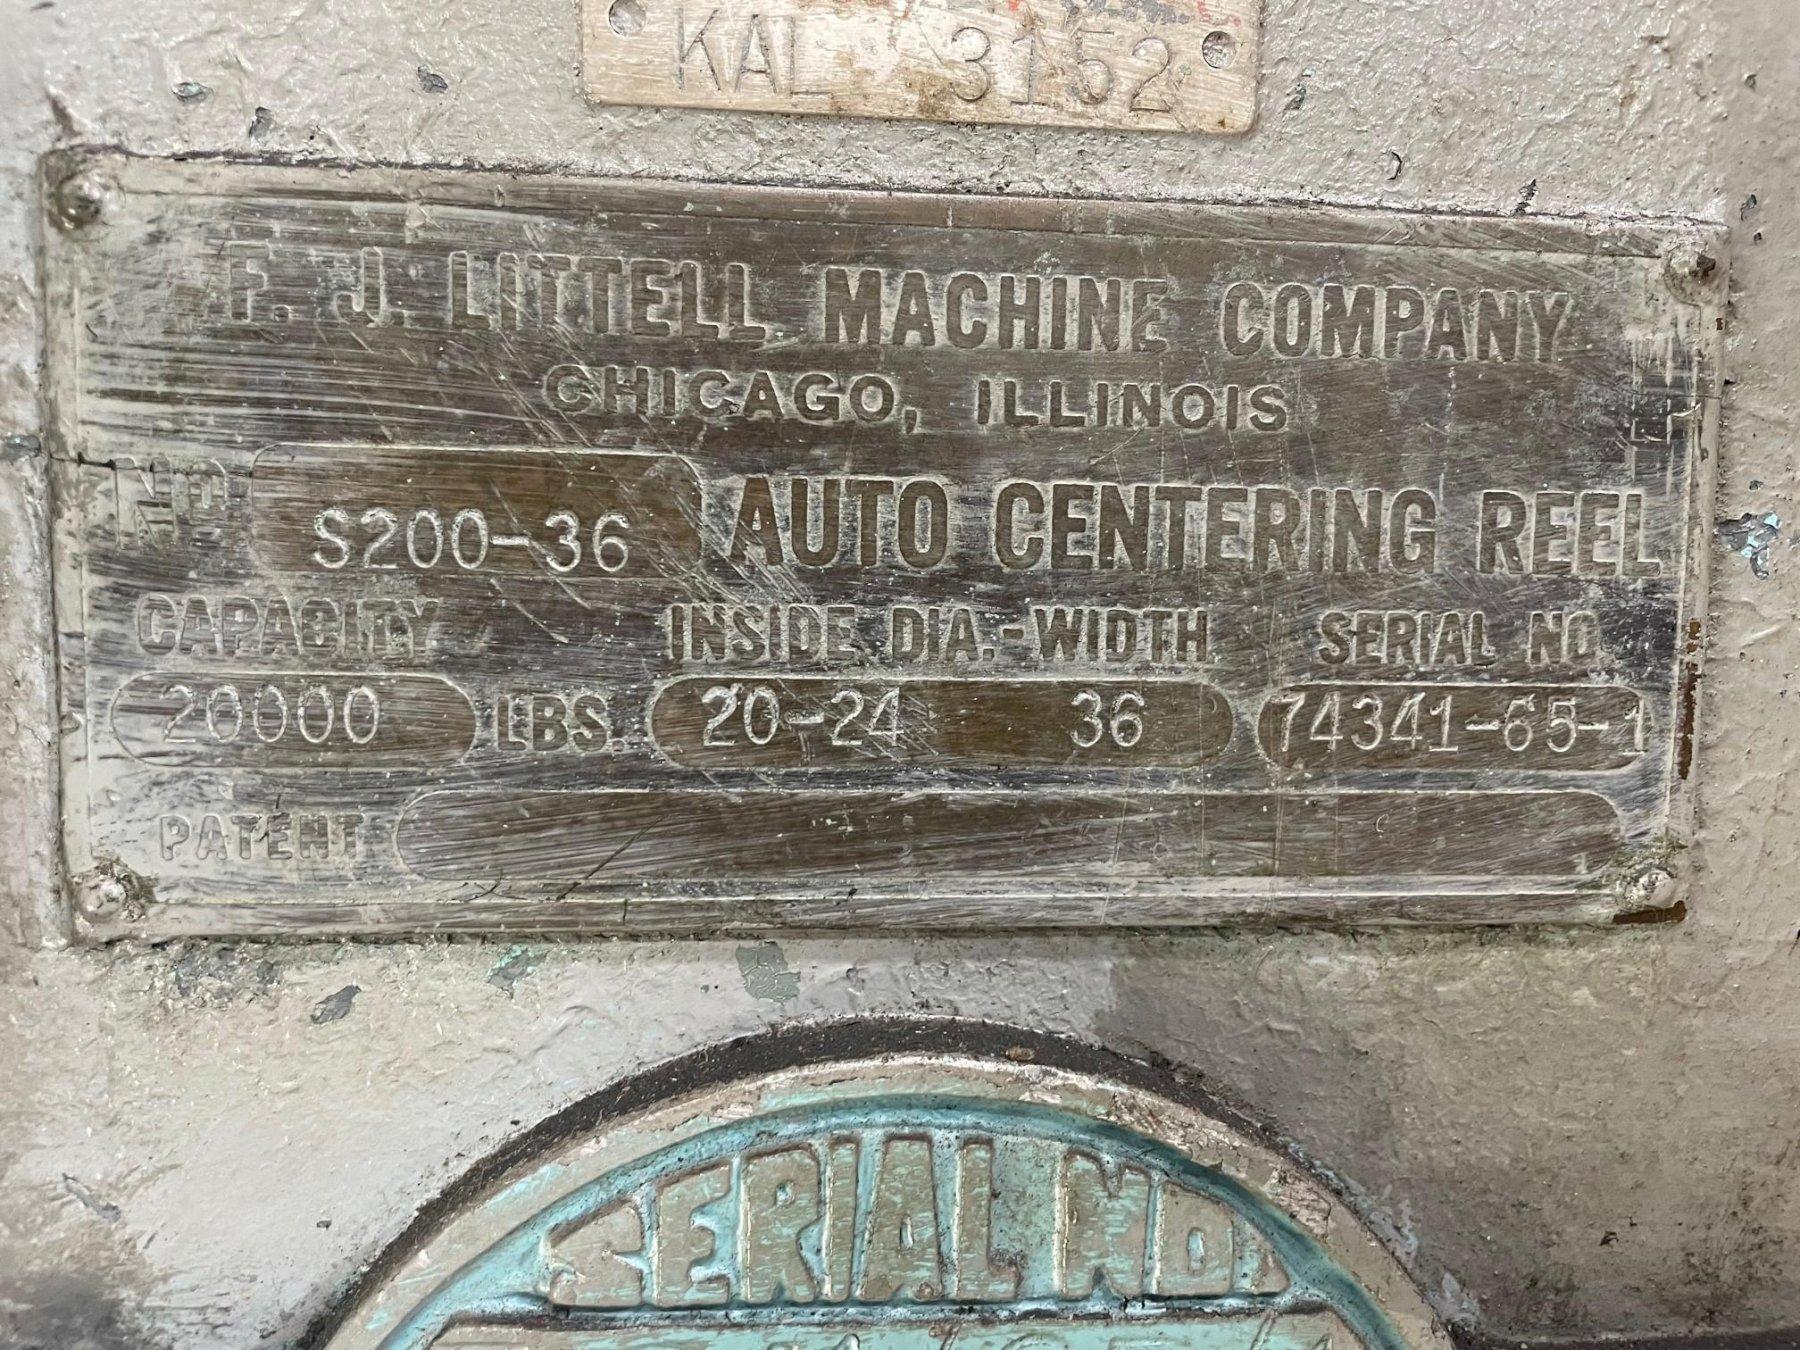 KAL 3152
F. J. LITTELL MACHINE COMPANY
CHICAGO, ILLINOIS
NO S200-36 AUTO CENTERING REEL
CAPACITY INSIDE DIA.-WIDTH SERIAL NO
20000 LBS. 20-24 36 74341-65-1
PATENT
SERIAL NO.